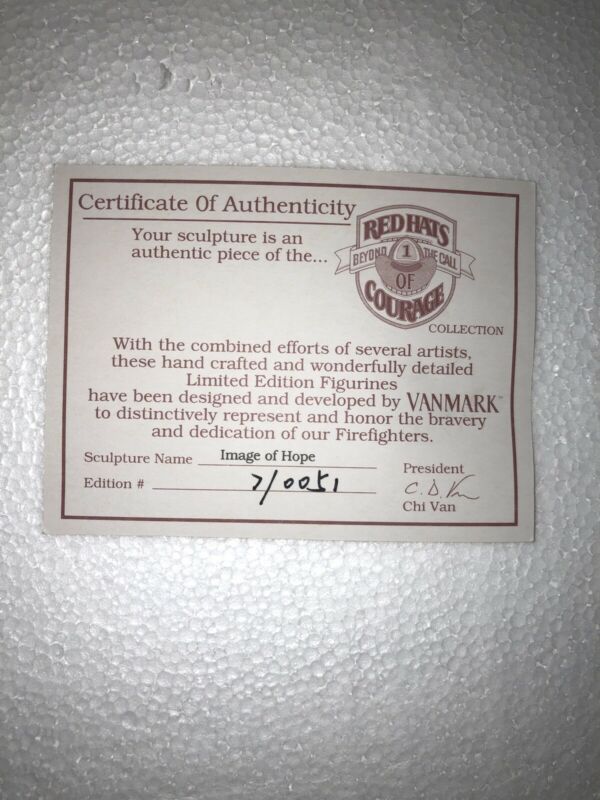 Certificate Of Authenticity
Your sculpture is an
authentic piece of the...
RED HATS
BEYOND 1 THE CALL
OF
COURAGE
COLLECTION
With the combined efforts of several artists,
these hand crafted and wonderfully detailed
Limited Edition Figurines
have been designed and developed by VANMARK™
to distinctively represent and honor the bravery
and dedication of our Firefighters.
Sculpture Name Image of Hope
Edition # 7/0051
President
C. D. Van
Chi Van